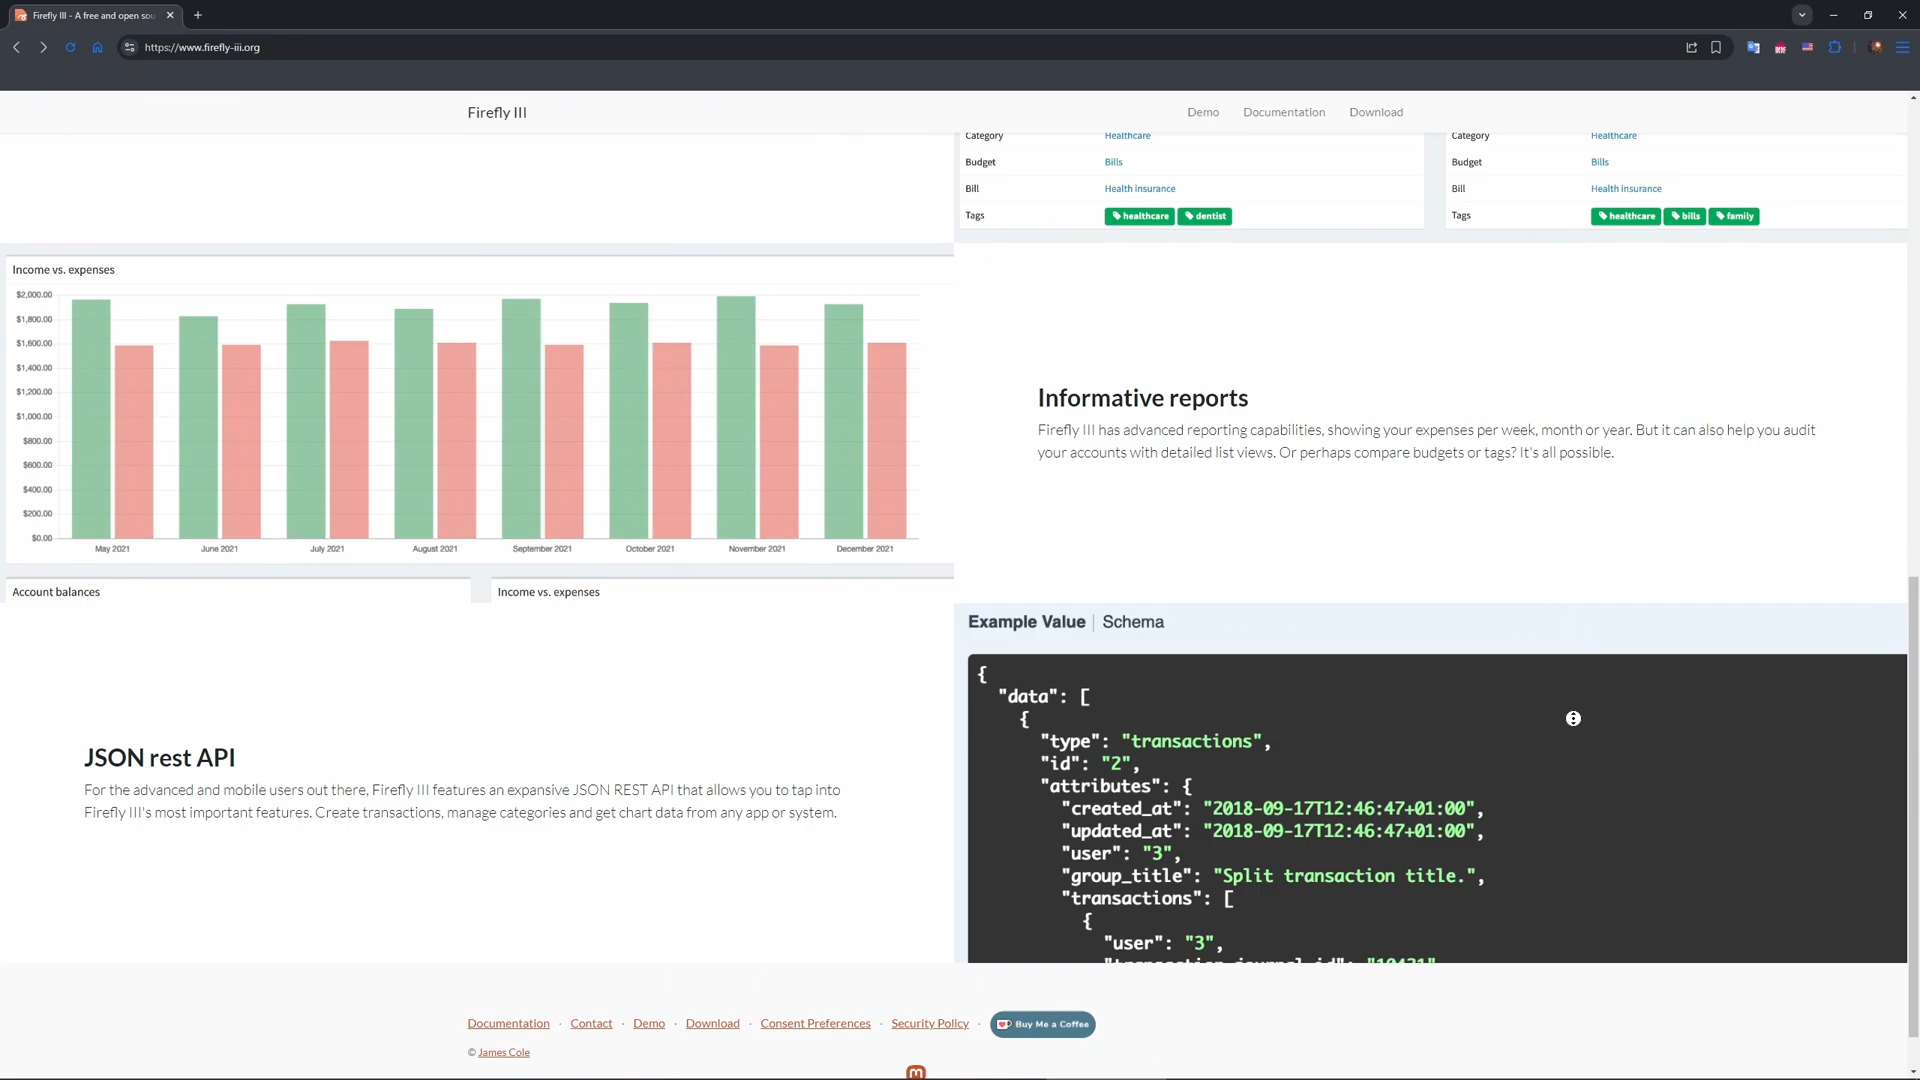 Firefly III - A free and open sou
https://www.firefly-iii.org
Firefly III
Demo
Documentation
Download
Category Healthcare
Budget Bills
Bill Health insurance
Tags healthcare dentist
Category Healthcare
Budget Bills
Bill Health insurance
Tags healthcare bills family
Income vs. expenses
$2,000.00
$1,800.00
$1,600.00
$1,400.00
$1,200.00
$1,000.00
$800.00
$600.00
$400.00
$200.00
$0.00
May 2021 June 2021 July 2021 August 2021 September 2021 October 2021 November 2021 December 2021
Account balances
Income vs. expenses
Informative reports
Firefly III has advanced reporting capabilities, showing your expenses per week, month or year. But it can also help you audit
your accounts with detailed list views. Or perhaps compare budgets or tags? It's all possible.
JSON rest API
For the advanced and mobile users out there, Firefly III features an expansive JSON REST API that allows you to tap into
Firefly III's most important features. Create transactions, manage categories and get chart data from any app or system.
Example Value | Schema
{
"data": [
{
"type": "transactions",
"id": "2",
"attributes": {
"created_at": "2018-09-17T12:46:47+01:00",
"updated_at": "2018-09-17T12:46:47+01:00",
"user": "3",
"group_title": "Split transaction title.",
"transactions": [
{
"user": "3",
Documentation · Contact · Demo · Download · Consent Preferences · Security Policy · Buy Me a Coffee
© James Cole